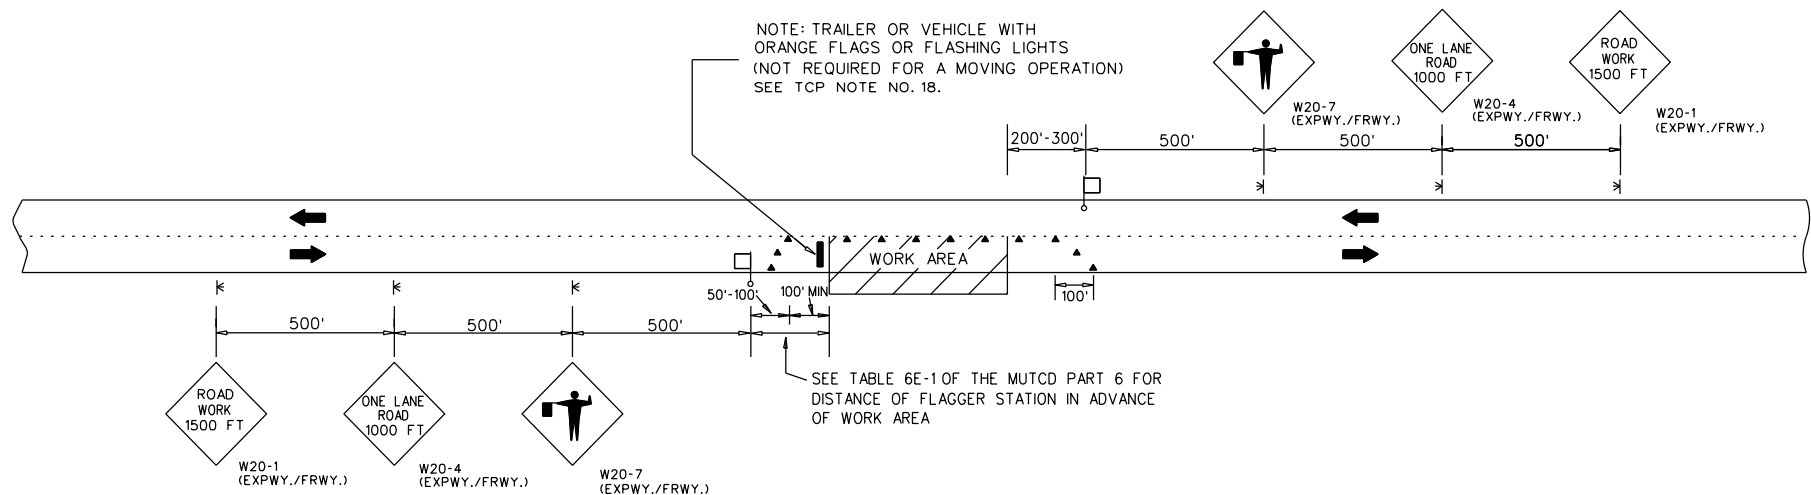 NOTE: TRAILER OR VEHICLE WITH
ORANGE FLAGS OR FLASHING LIGHTS
(NOT REQUIRED FOR A MOVING OPERATION)
SEE TCP NOTE NO. 18.
ONE LANE
ROAD
1000 FT
ROAD
WORK
1500 FT
W20-7
(EXPWY./FRWY.)
W20-4
(EXPWY./FRWY.)
W20-1
(EXPWY./FRWY.)
200'-300'
500'
500'
500'
WORK AREA
50'-100'
100' MIN
100'
500'
500'
500'
SEE TABLE 6E-1 OF THE MUTCD PART 6 FOR
DISTANCE OF FLAGGER STATION IN ADVANCE
OF WORK AREA
ROAD
WORK
1500 FT
ONE LANE
ROAD
1000 FT
W20-1
(EXPWY./FRWY.)
W20-4
(EXPWY./FRWY.)
W20-7
(EXPWY./FRWY.)